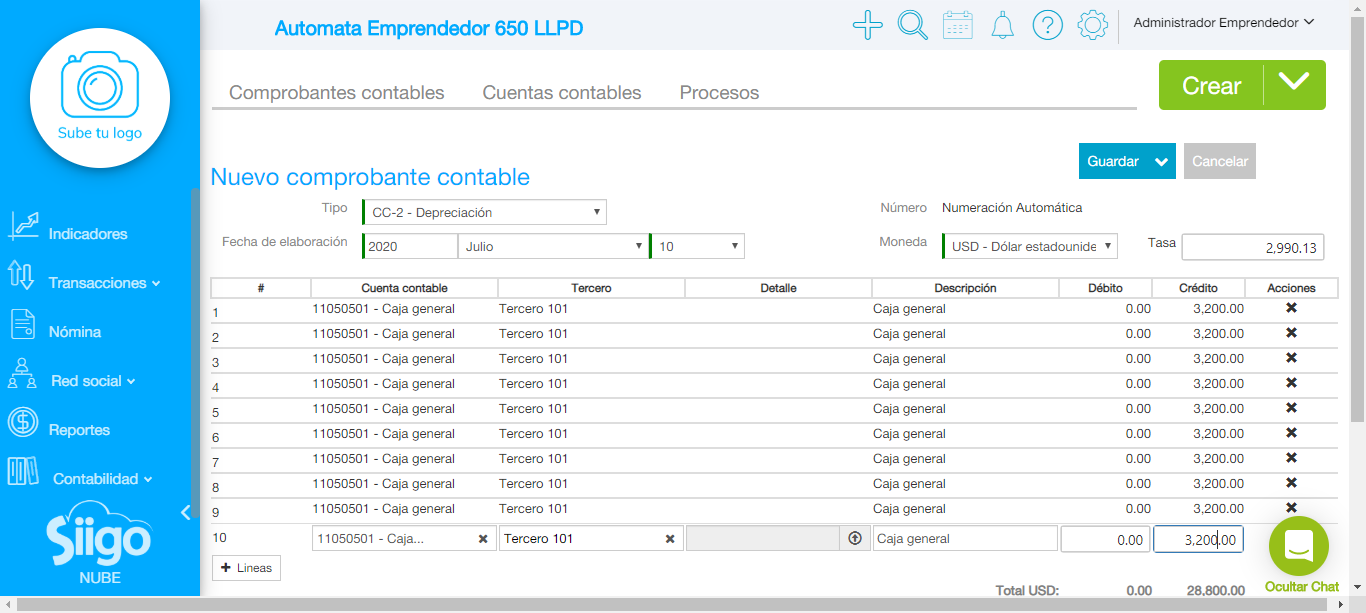 Automata Emprendedor 650 LLPD
Administrador Emprendedor
Sube tu logo
Comprobantes contables Cuentas contables Procesos
Crear
Guardar Cancelar
Nuevo comprobante contable
Tipo CC-2 - Depreciación Número Numeración Automática
Fecha de elaboración 2020 Julio 10 Moneda USD - Dólar estadounide Tasa 2,990.13
Indicadores
Transacciones
Nómina
Red social
Reportes
Contabilidad
Siigo
NUBE
# Cuenta contable Tercero Detalle Descripción Débito Crédito Acciones
1 11050501 - Caja general Tercero 101 Caja general 0.00 3,200.00
2 11050501 - Caja general Tercero 101 Caja general 0.00 3,200.00
3 11050501 - Caja general Tercero 101 Caja general 0.00 3,200.00
4 11050501 - Caja general Tercero 101 Caja general 0.00 3,200.00
5 11050501 - Caja general Tercero 101 Caja general 0.00 3,200.00
6 11050501 - Caja general Tercero 101 Caja general 0.00 3,200.00
7 11050501 - Caja general Tercero 101 Caja general 0.00 3,200.00
8 11050501 - Caja general Tercero 101 Caja general 0.00 3,200.00
9 11050501 - Caja general Tercero 101 Caja general 0.00 3,200.00
10 11050501 - Caja... Tercero 101 Caja general 0.00 3,200.00
+ Lineas
Total USD: 0.00 28,800.00
Ocultar Chat